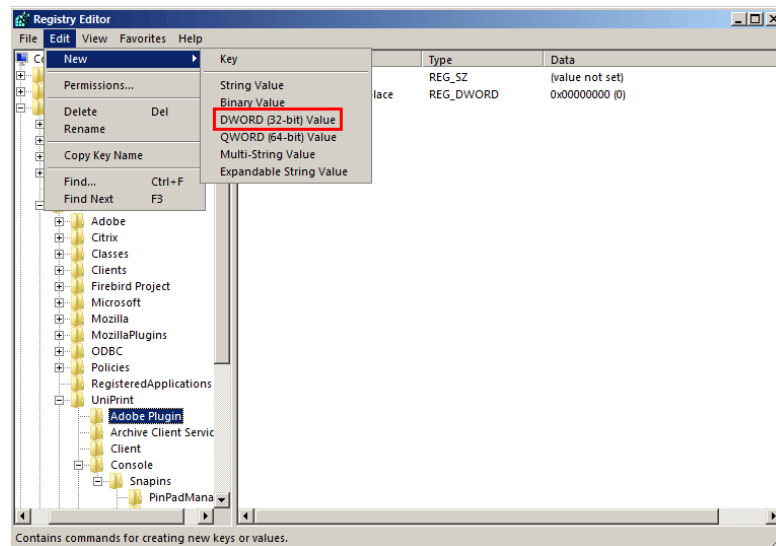 Registry Editor
File Edit View Favorites Help
New
Permissions...
Delete Del
Rename
Copy Key Name
Find... Ctrl+F
Find Next F3
Key
String Value
Binary Value
DWORD (32-bit) Value
QWORD (64-bit) Value
Multi-String Value
Expandable String Value
Type Data
REG_SZ (value not set)
REG_DWORD 0x00000000 (0)
Adobe
Citrix
Classes
Clients
Firebird Project
Microsoft
Mozilla
MozillaPlugins
ODBC
Policies
RegisteredApplications
UniPrint
Adobe Plugin
Archive Client Servic
Client
Console
Snapins
PinPadMana
Contains commands for creating new keys or values.